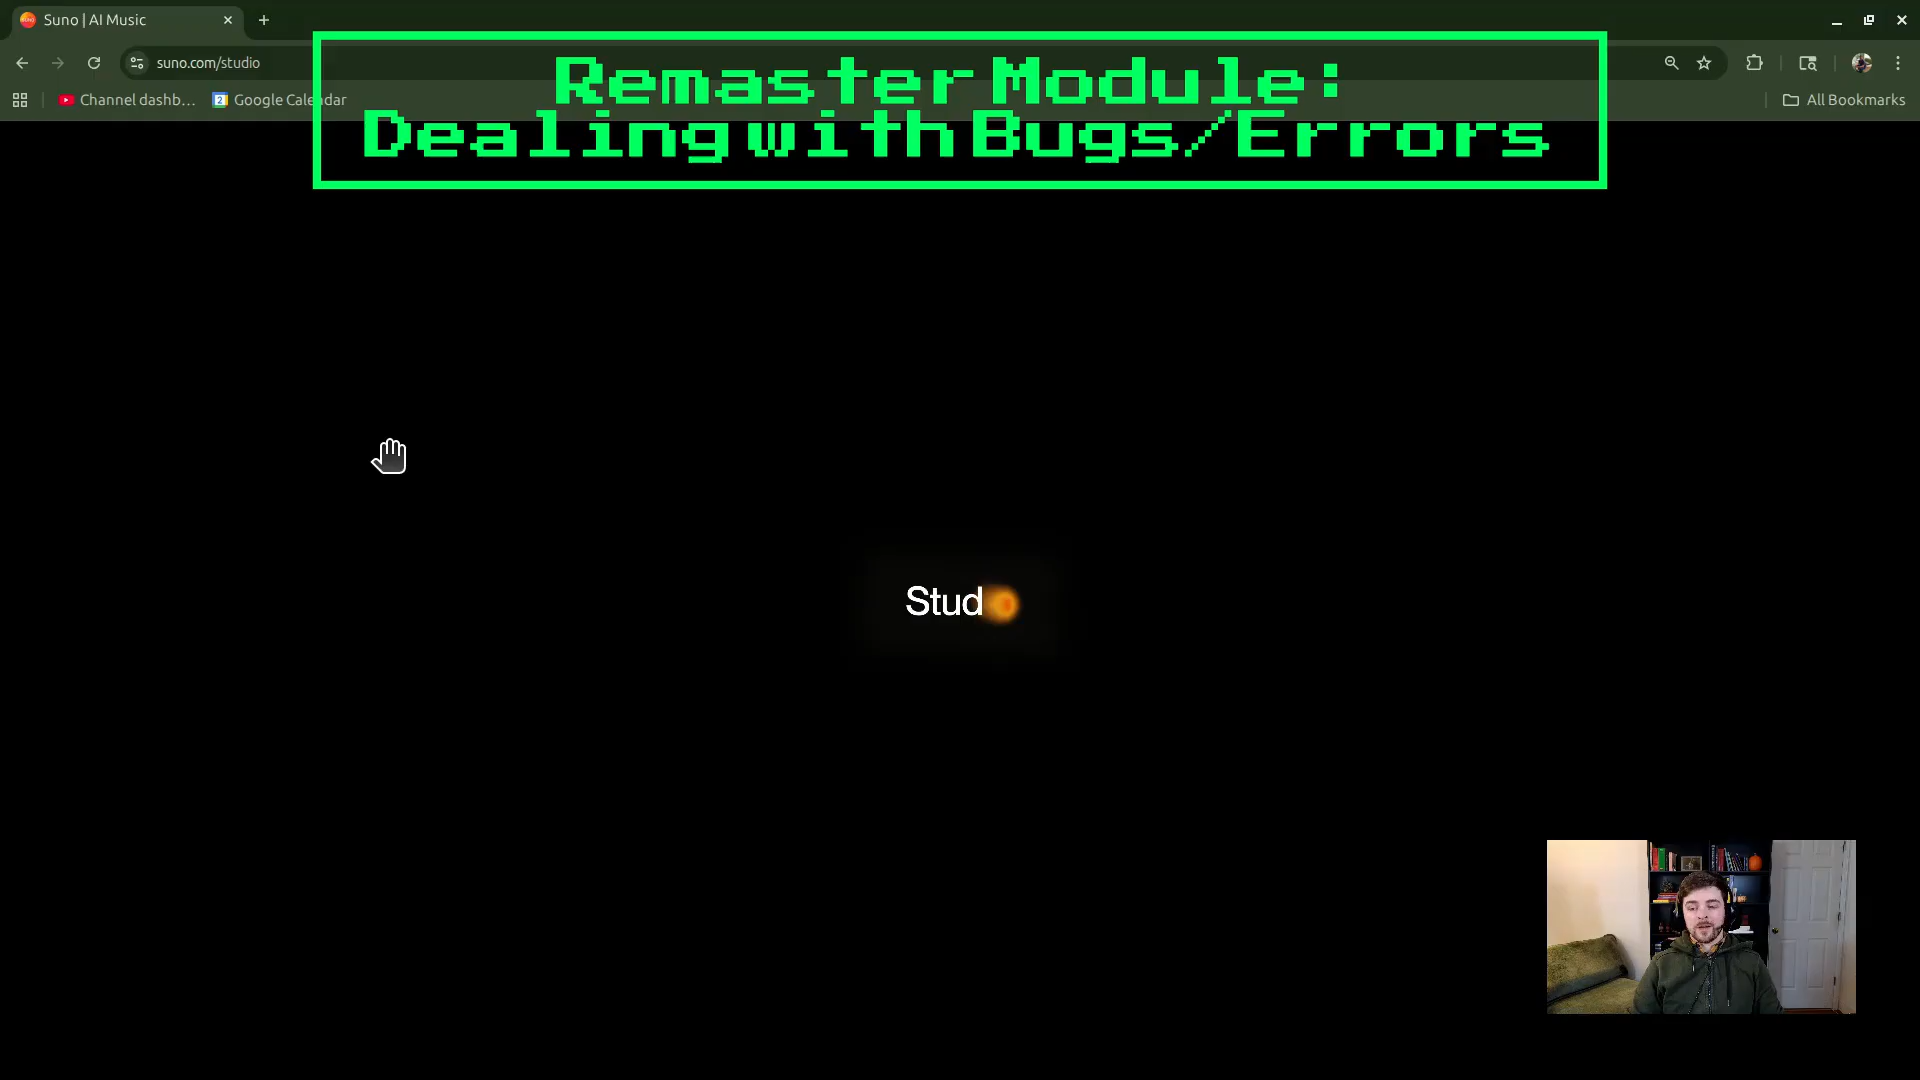 Suno | AI Music
suno.com/studio
Channel dashb...
Google Calendar
All Bookmarks
Remaster Module:
Dealing with Bugs/Errors
Stud